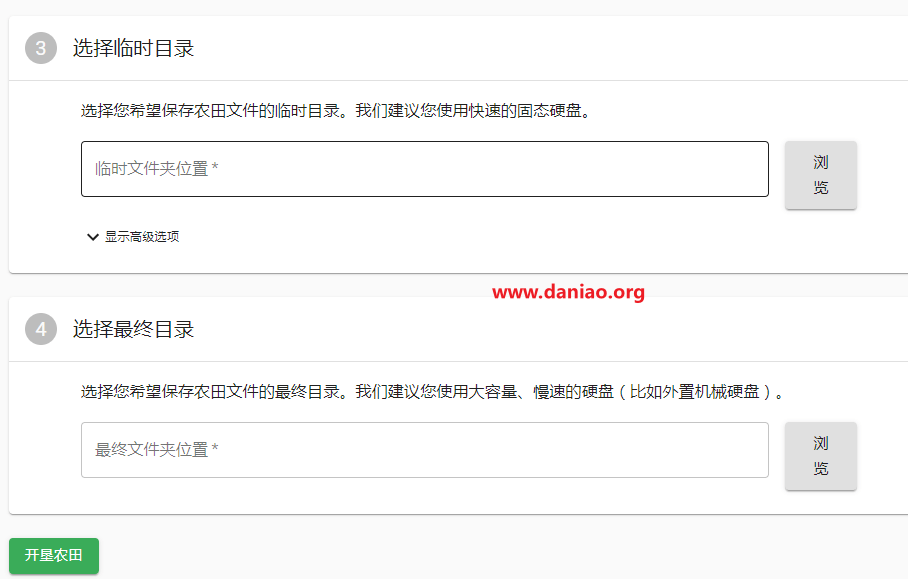 3 选择临时目录
选择您希望保存农田文件的临时目录。我们建议您使用快速的固态硬盘。
临时文件夹位置 *
浏
览
显示高级选项
www.daniao.org
4 选择最终目录
选择您希望保存农田文件的最终目录。我们建议您使用大容量、慢速的硬盘（比如外置机械硬盘）。
最终文件夹位置 *
浏
览
开垦农田